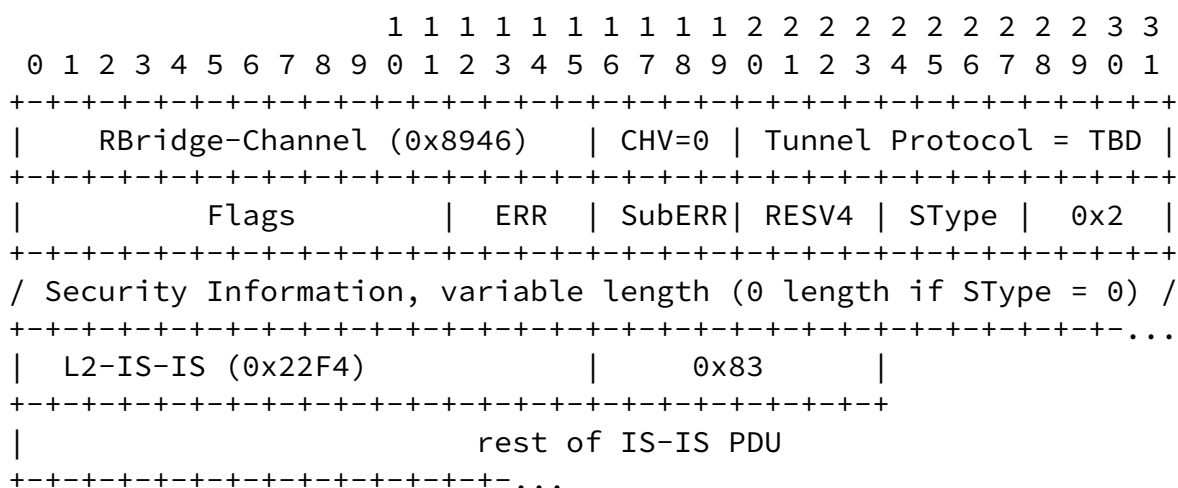 1 1 1 1 1 1 1 1 1 1 2 2 2 2 2 2 2 2 2 2 3 3
 0 1 2 3 4 5 6 7 8 9 0 1 2 3 4 5 6 7 8 9 0 1 2 3 4 5 6 7 8 9 0 1
+-+-+-+-+-+-+-+-+-+-+-+-+-+-+-+-+-+-+-+-+-+-+-+-+-+-+-+-+-+-+-+-+
|    RBridge-Channel (0x8946)   | CHV=0 | Tunnel Protocol = TBD |
+-+-+-+-+-+-+-+-+-+-+-+-+-+-+-+-+-+-+-+-+-+-+-+-+-+-+-+-+-+-+-+-+
|          Flags        |  ERR  | SubERR| RESV4 | SType |  0x2  |
+-+-+-+-+-+-+-+-+-+-+-+-+-+-+-+-+-+-+-+-+-+-+-+-+-+-+-+-+-+-+-+-+
/ Security Information, variable length (0 length if SType = 0) /
+-+-+-+-+-+-+-+-+-+-+-+-+-+-+-+-+-+-+-+-+-+-+-+-+-+-+-+-+-+-+-...
|  L2-IS-IS (0x22F4)            |     0x83      |
+-+-+-+-+-+-+-+-+-+-+-+-+-+-+-+-+-+-+-+-+-+-+-+-+
|                         rest of IS-IS PDU
+-+-+-+-+-+-+-+-+-+-+-+-+-+-...